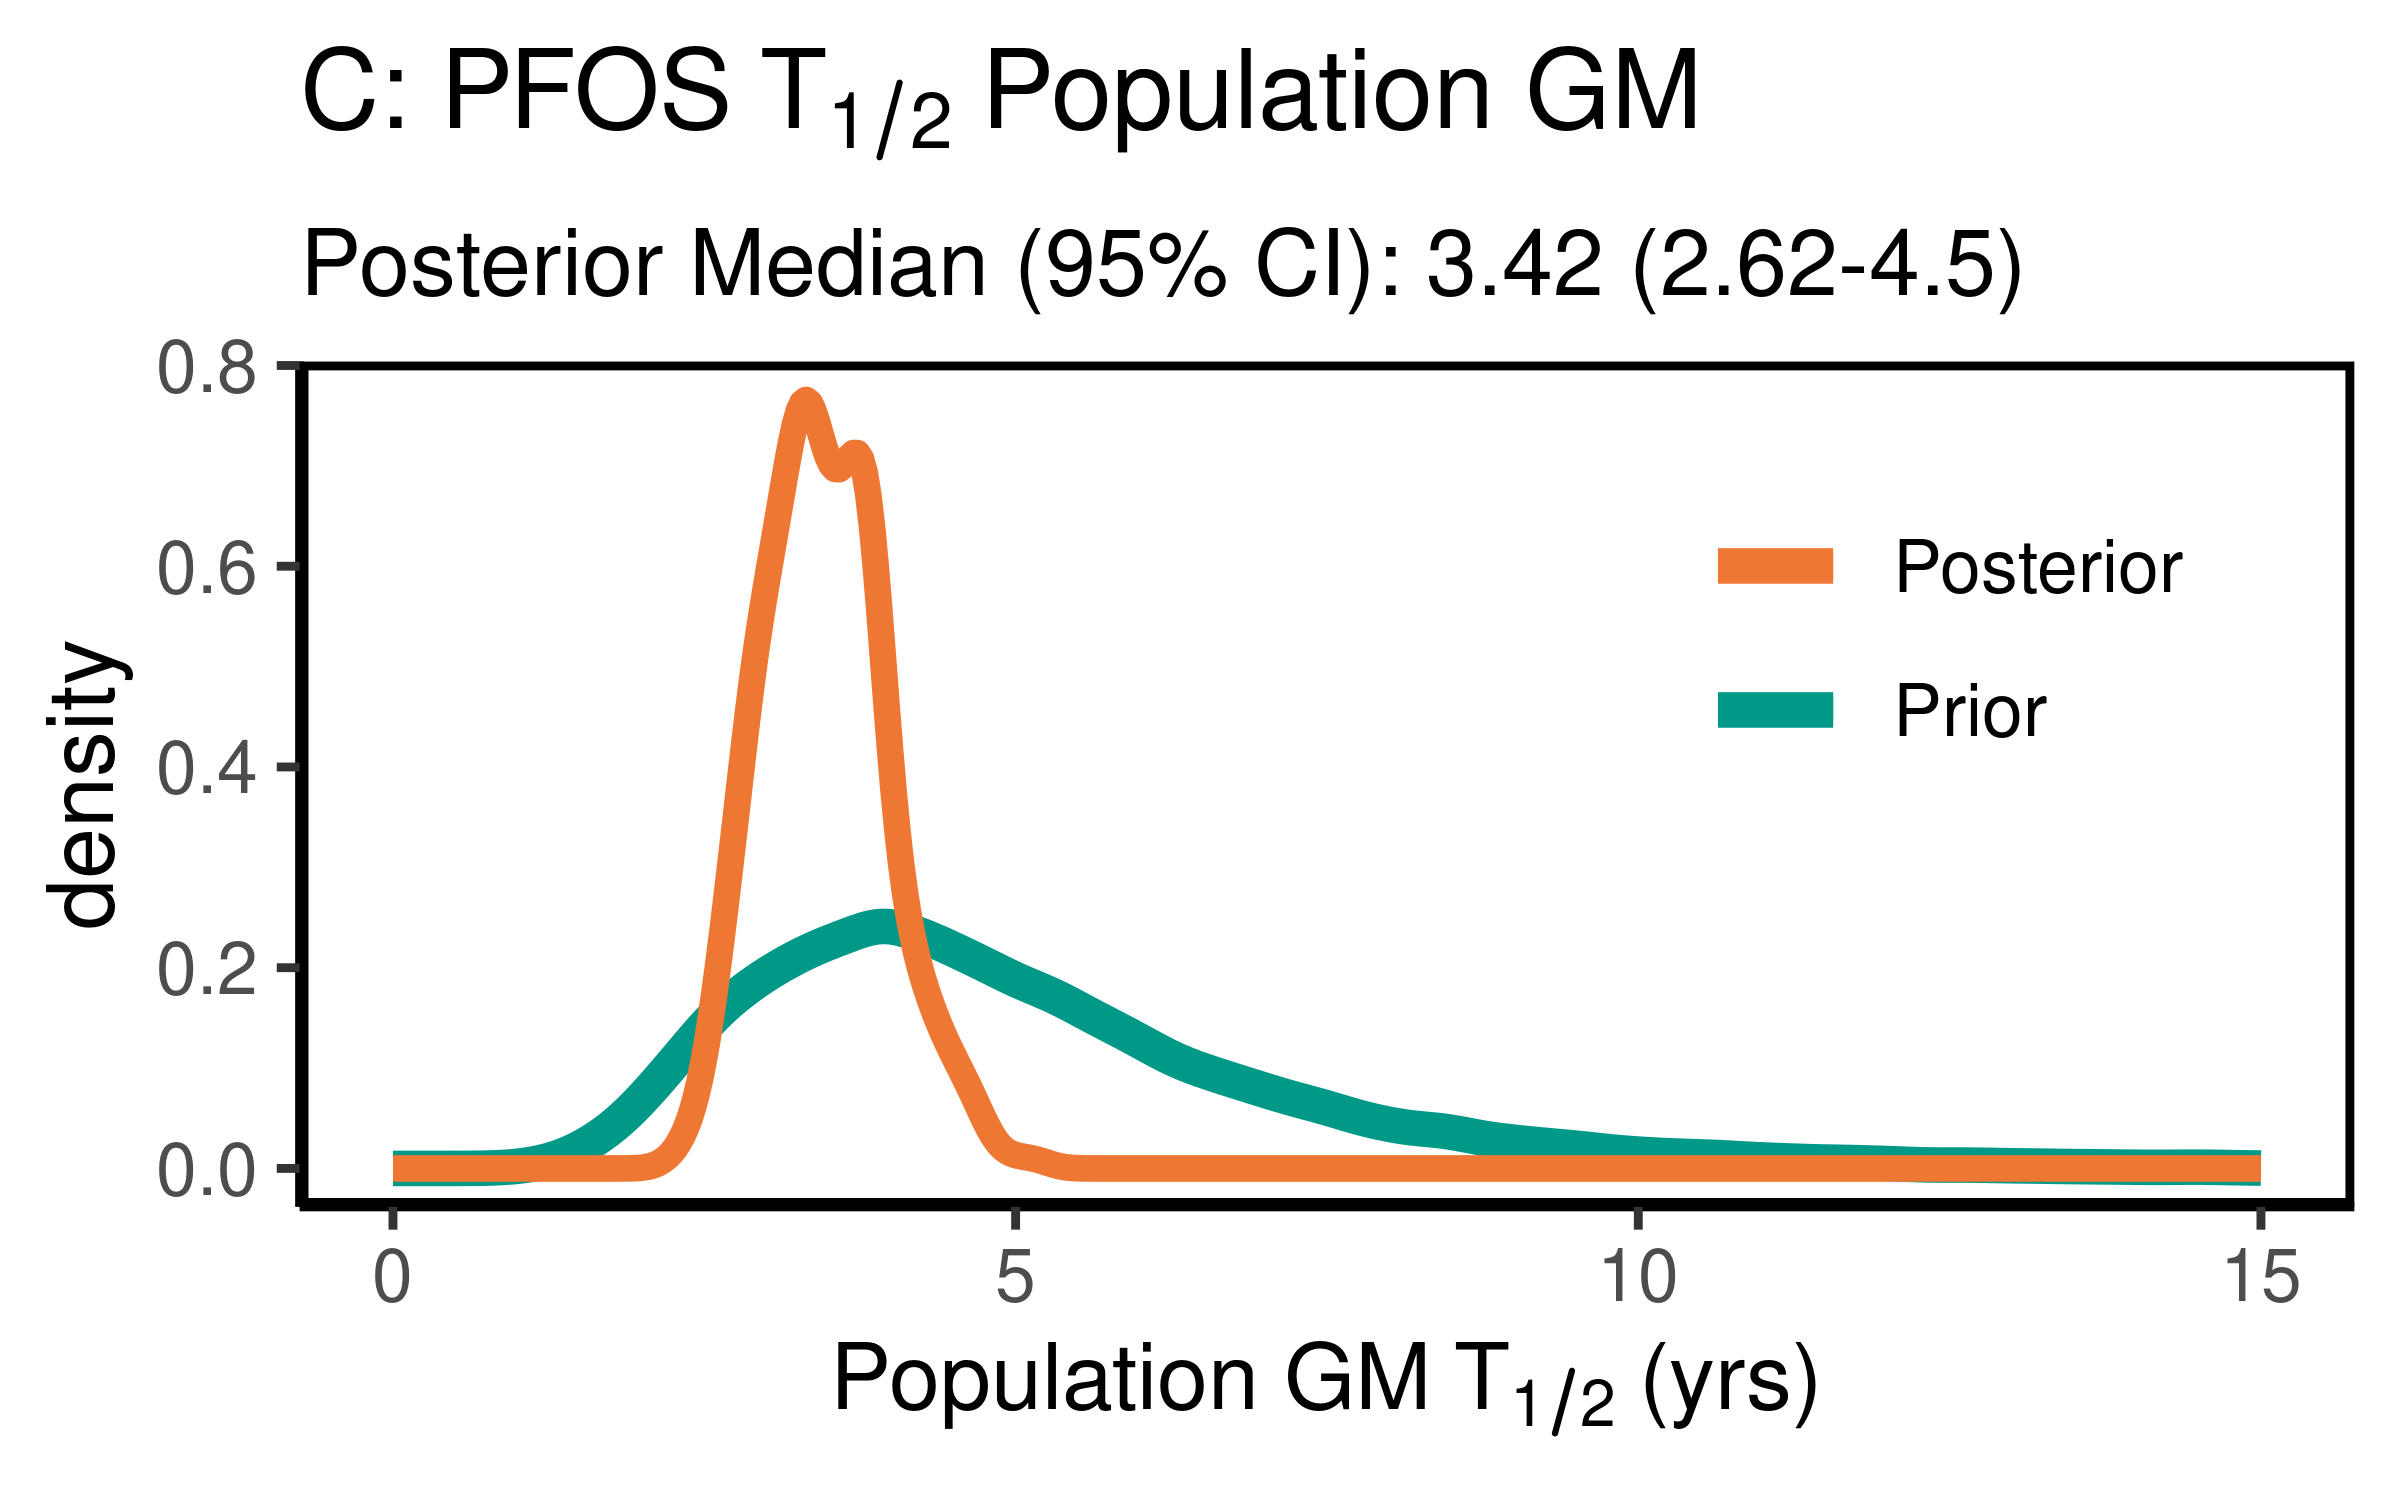 C: PFOS T1/2 Population GM
Posterior Median (95% CI): 3.42 (2.62-4.5)
0.8
0.6
0.4
0.2
0.0
density
Posterior
Prior
0 5 10 15
Population GM T1/2 (yrs)